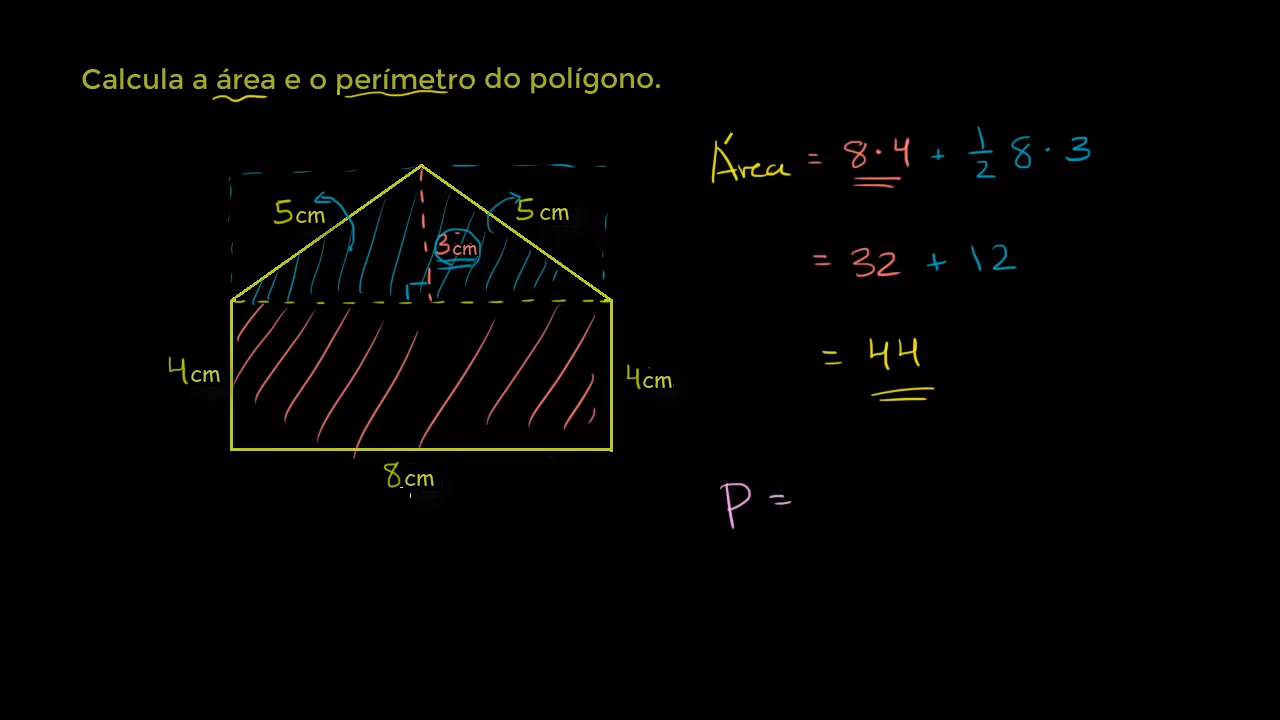 Calcula a área e o perímetro do polígono.
Área = 8 · 4 + 1/2 8 · 3
5cm
5cm
3cm
= 32 + 12
= 44
4cm
4cm
8cm
P =